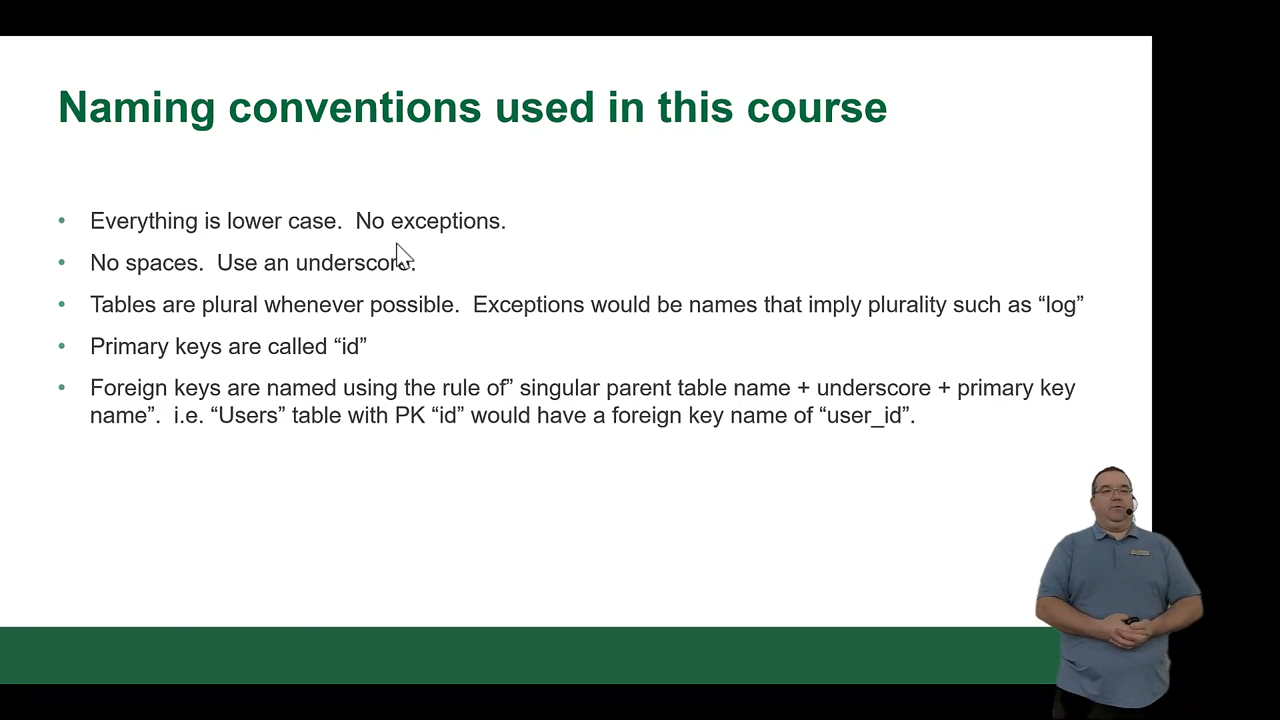 Naming conventions used in this course
• Everything is lower case.  No exceptions.
• No spaces.  Use an underscore.
• Tables are plural whenever possible.  Exceptions would be names that imply plurality such as “log”
• Primary keys are called “id”
• Foreign keys are named using the rule of” singular parent table name + underscore + primary key
name”.  i.e. “Users” table with PK “id” would have a foreign key name of “user_id”.